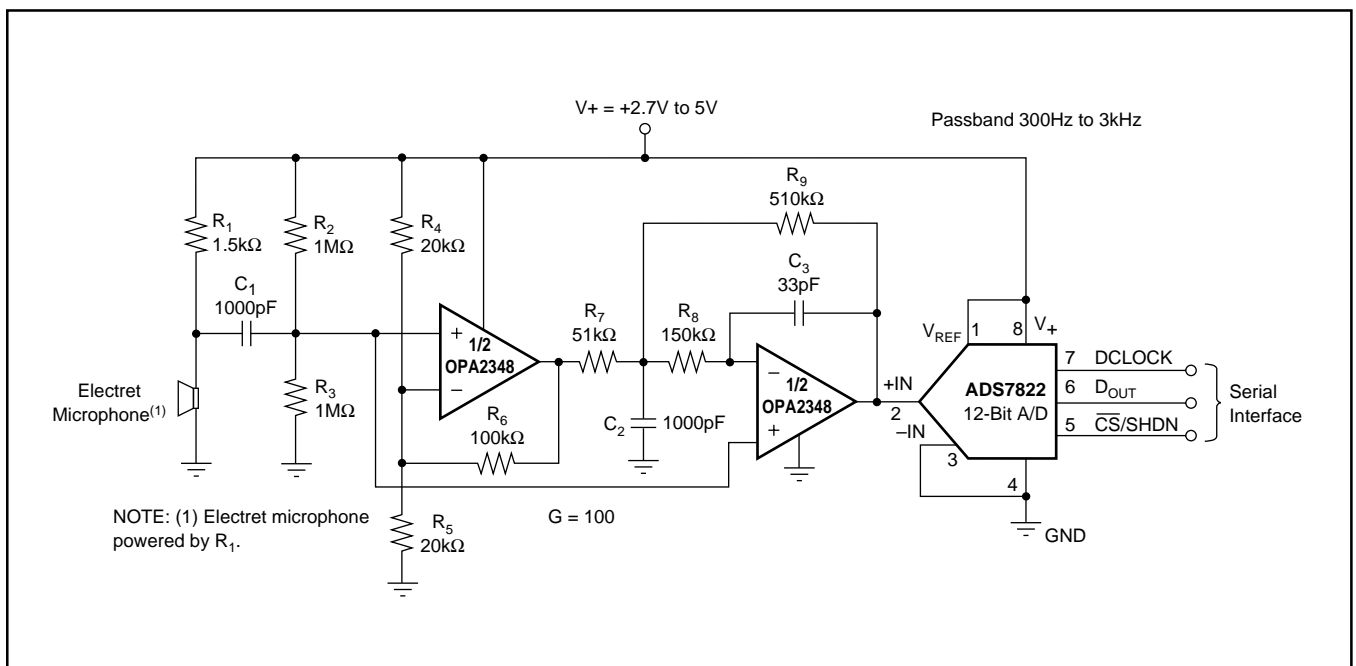 V+ = +2.7V to 5V
Passband 300Hz to 3kHz
R1
1.5kΩ
R2
1MΩ
R4
20kΩ
R9
510kΩ
C1
1000pF
C3
33pF
R7
51kΩ
R8
150kΩ
+
1/2
OPA2348
−
−
1/2
OPA2348
+
VREF
1
8
V+
7
DCLOCK
6
DOUT
5
CS/SHDN
Serial
Interface
ADS7822
12-Bit A/D
+IN
2
−IN
3
4
GND
Electret
Microphone(1)
R3
1MΩ
R6
100kΩ
C2
1000pF
R5
20kΩ
G = 100
NOTE: (1) Electret microphone
powered by R1.